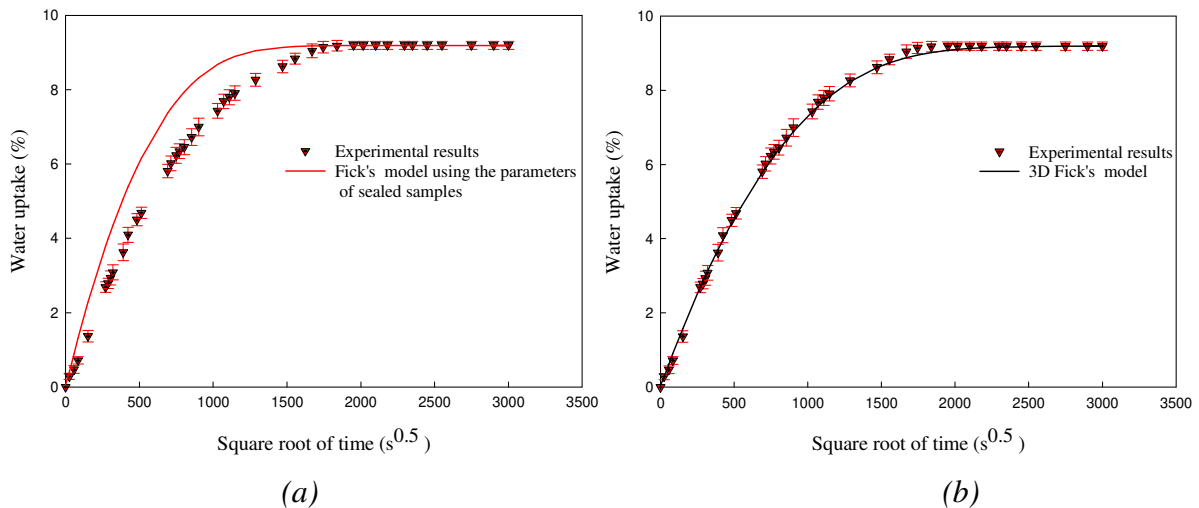 10
8
6
4
2
0
Water uptake (%)
Experimental results
Fick's model using the parameters
of sealed samples
0 500 1000 1500 2000 2500 3000 3500
Square root of time (s^0.5 )
(a)
10
8
6
4
2
0
Water uptake (%)
Experimental results
3D Fick's model
0 500 1000 1500 2000 2500 3000 3500
Square root of time (s^0.5 )
(b)